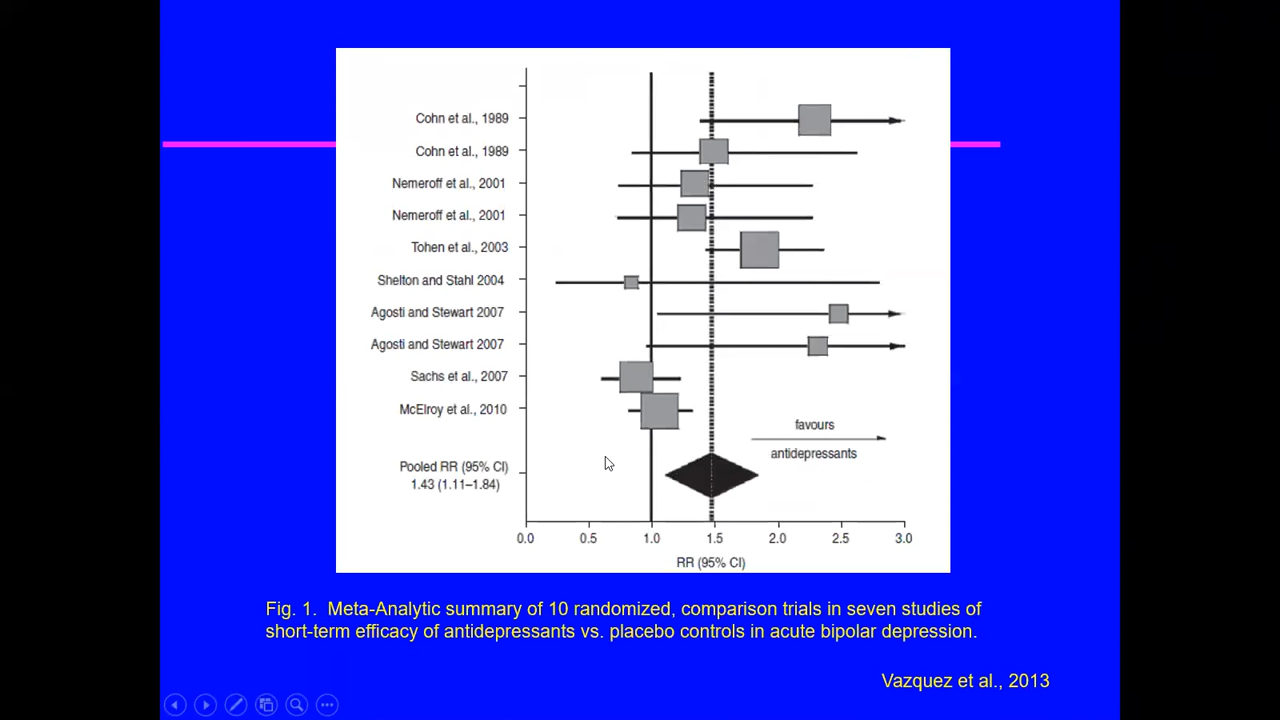 Cohn et al., 1989
Cohn et al., 1989
Nemeroff et al., 2001
Nemeroff et al., 2001
Tohen et al., 2003
Shelton and Stahl 2004
Agosti and Stewart 2007
Agosti and Stewart 2007
Sachs et al., 2007
McElroy et al., 2010
favours
antidepressants
Pooled RR (95% CI)
1.43 (1.11–1.84)
0.0 0.5 1.0 1.5 2.0 2.5 3.0
RR (95% CI)
Fig. 1. Meta-Analytic summary of 10 randomized, comparison trials in seven studies of
short-term efficacy of antidepressants vs. placebo controls in acute bipolar depression.
Vazquez et al., 2013